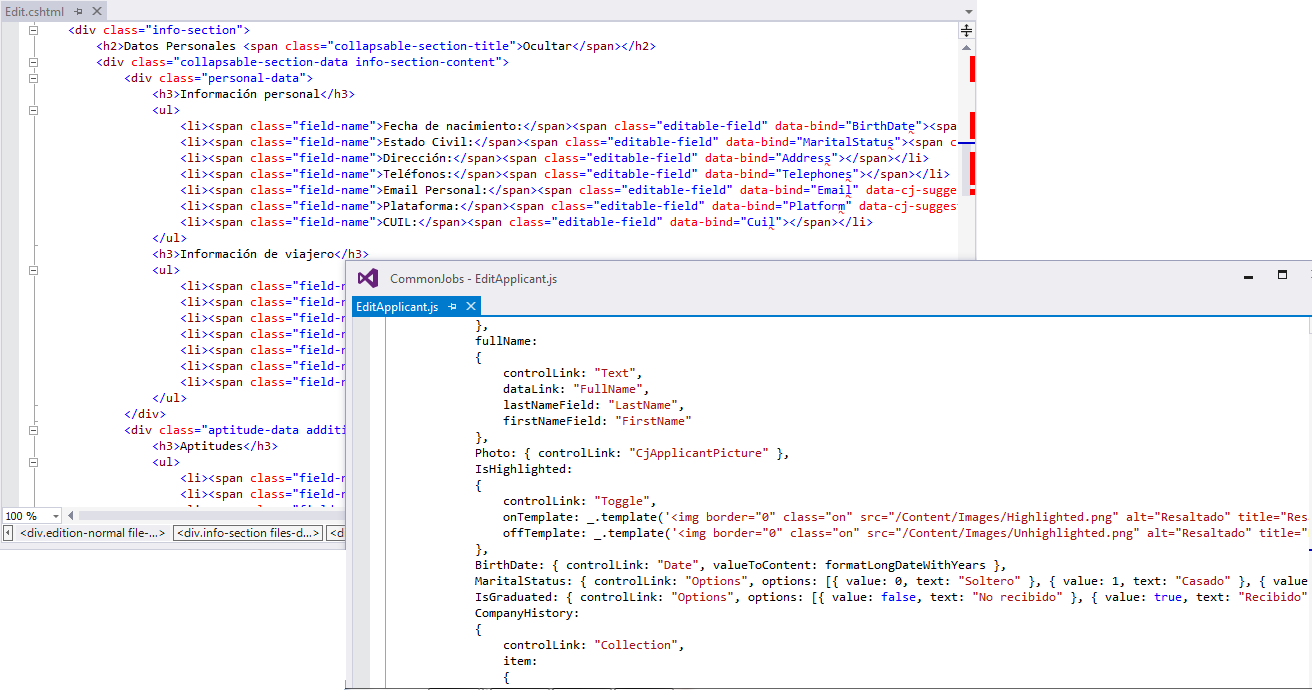 Edit.cshtml
<div class="info-section">
<h2>Datos Personales <span class="collapsable-section-title">Ocultar</span></h2>
<div class="collapsable-section-data info-section-content">
<div class="personal-data">
<h3>Información personal</h3>
<ul>
<li><span class="field-name">Fecha de nacimiento:</span><span class="editable-field" data-bind="BirthDate"><spa
<li><span class="field-name">Estado Civil:</span><span class="editable-field" data-bind="MaritalStatus"><span c
<li><span class="field-name">Dirección:</span><span class="editable-field" data-bind="Address"></span></li>
<li><span class="field-name">Teléfonos:</span><span class="editable-field" data-bind="Telephones"></span></li>
<li><span class="field-name">Email Personal:</span><span class="editable-field" data-bind="Email" data-cj-sugge
<li><span class="field-name">Plataforma:</span><span class="editable-field" data-bind="Platform" data-cj-sugges
<li><span class="field-name">CUIL:</span><span class="editable-field" data-bind="Cuil"></span></li>
</ul>
<h3>Información de viajero</h3>
<ul>
<li><span class="field-n
<li><span class="field-n
<li><span class="field-n
<li><span class="field-n
<li><span class="field-n
<li><span class="field-n
<li><span class="field-n
</ul>
</div>
<div class="aptitude-data additi
<h3>Aptitudes</h3>
<ul>
<li><span class="field-n
<li><span class="field-n
100 %
<div.edition-normal file-...> <div.info-section files-d...> <d
CommonJobs - EditApplicant.js
EditApplicant.js
},
fullName:
{
controlLink: "Text",
dataLink: "FullName",
lastNameField: "LastName",
firstNameField: "FirstName"
},
Photo: { controlLink: "CjApplicantPicture" },
IsHighlighted:
{
controlLink: "Toggle",
onTemplate: _.template('<img border="0" class="on" src="/Content/Images/Highlighted.png" alt="Resaltado" title="Res
offTemplate: _.template('<img border="0" class="on" src="/Content/Images/Unhighlighted.png" alt="Resaltado" title="
},
BirthDate: { controlLink: "Date", valueToContent: formatLongDateWithYears },
MaritalStatus: { controlLink: "Options", options: [{ value: 0, text: "Soltero" }, { value: 1, text: "Casado" }, { value
IsGraduated: { controlLink: "Options", options: [{ value: false, text: "No recibido" }, { value: true, text: "Recibido"
CompanyHistory:
{
controlLink: "Collection",
item:
{